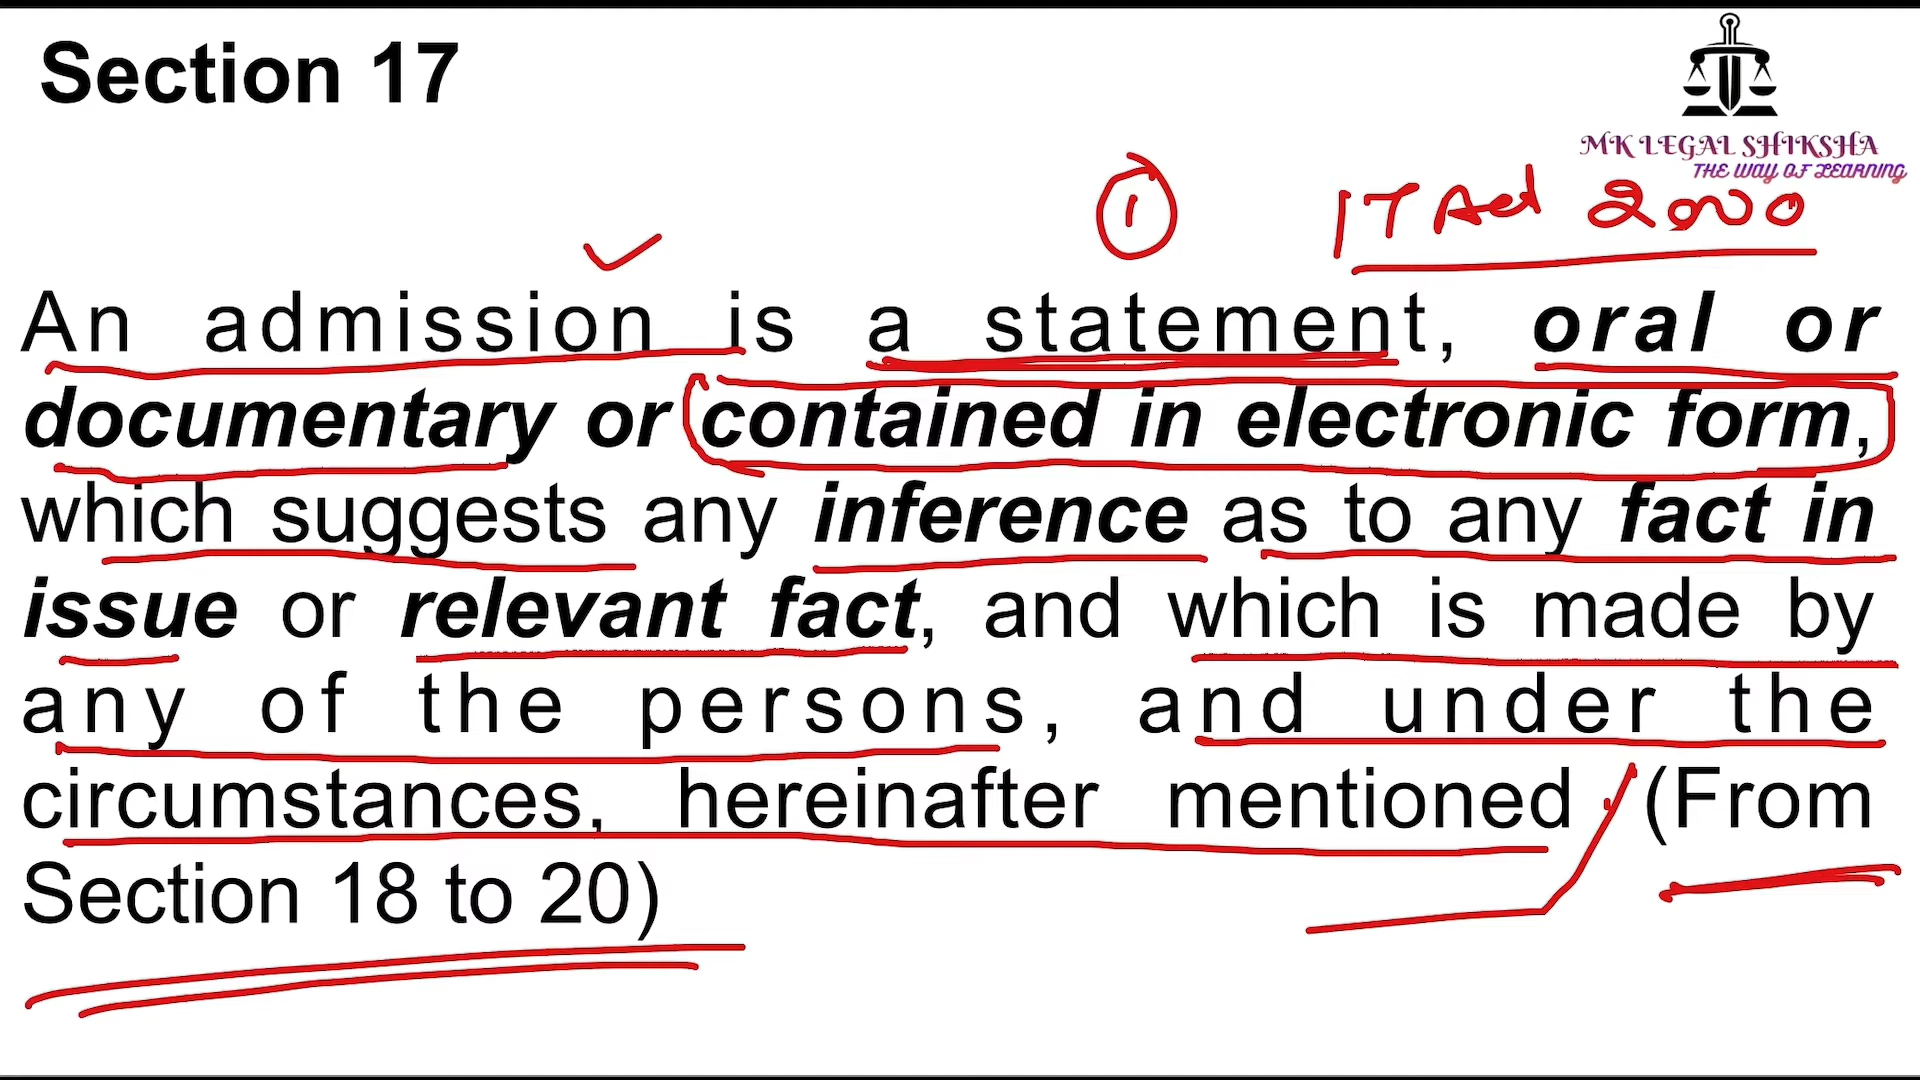 Section 17
MK LEGAL SHIKSHA
THE WAY OF LEARNING
1 IT Act 2000
An admission is a statement, oral or
documentary or contained in electronic form,
which suggests any inference as to any fact in
issue or relevant fact, and which is made by
any of the persons, and under the
circumstances, hereinafter mentioned. (From
Section 18 to 20)